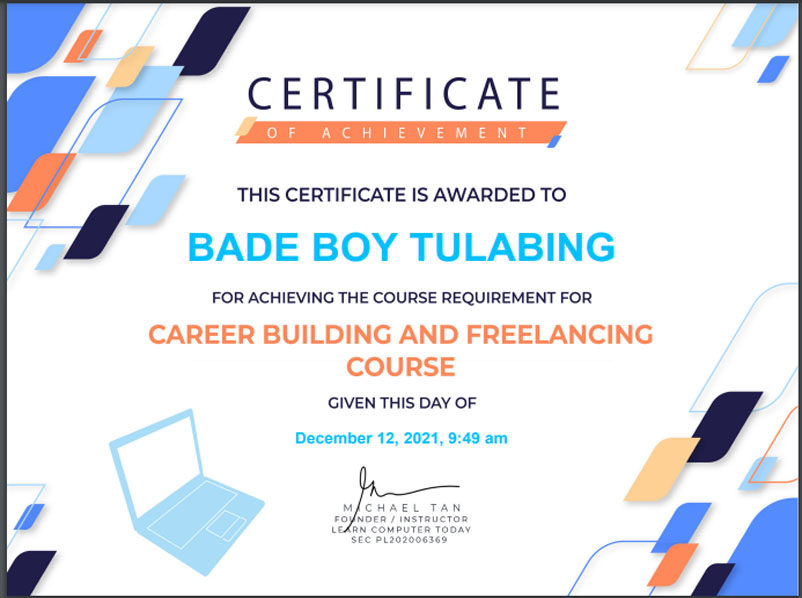 CERTIFICATE
OF ACHIEVEMENT
THIS CERTIFICATE IS AWARDED TO
BADE BOY TULABING
FOR ACHIEVING THE COURSE REQUIREMENT FOR
CAREER BUILDING AND FREELANCING
COURSE
GIVEN THIS DAY OF
December 12, 2021, 9:49 am
MICHAEL TAN
FOUNDER / INSTRUCTOR
LEARN COMPUTER TODAY
SEC PL202006369